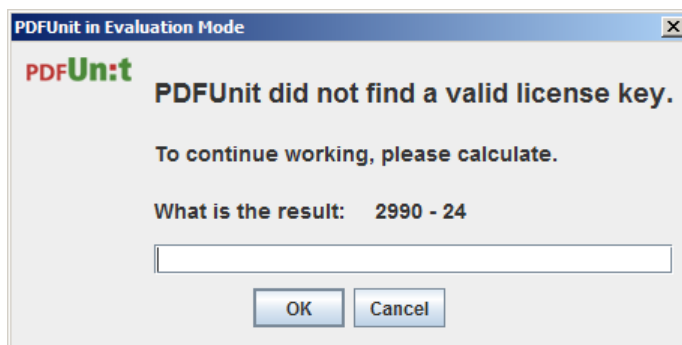 PDFUnit in Evaluation Mode
PDFUn:t
PDFUnit did not find a valid license key.
To continue working, please calculate.
What is the result: 2990 - 24
OK Cancel